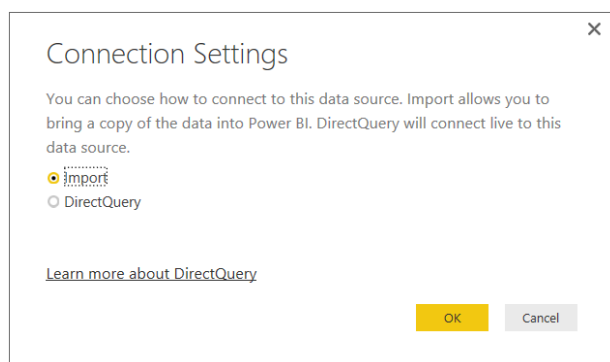 Connection Settings
You can choose how to connect to this data source. Import allows you to
bring a copy of the data into Power BI. DirectQuery will connect live to this
data source.
Import
DirectQuery
Learn more about DirectQuery
OK Cancel